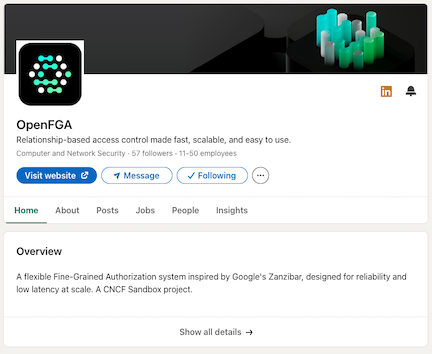 in
OpenFGA
Relationship-based access control made fast, scalable, and easy to use.
Computer and Network Security · 57 followers · 11-50 employees
Visit website
Message
Following
Home About Posts Jobs People Insights
Overview
A flexible Fine-Grained Authorization system inspired by Google's Zanzibar, designed for reliability and
low latency at scale. A CNCF Sandbox project.
Show all details →